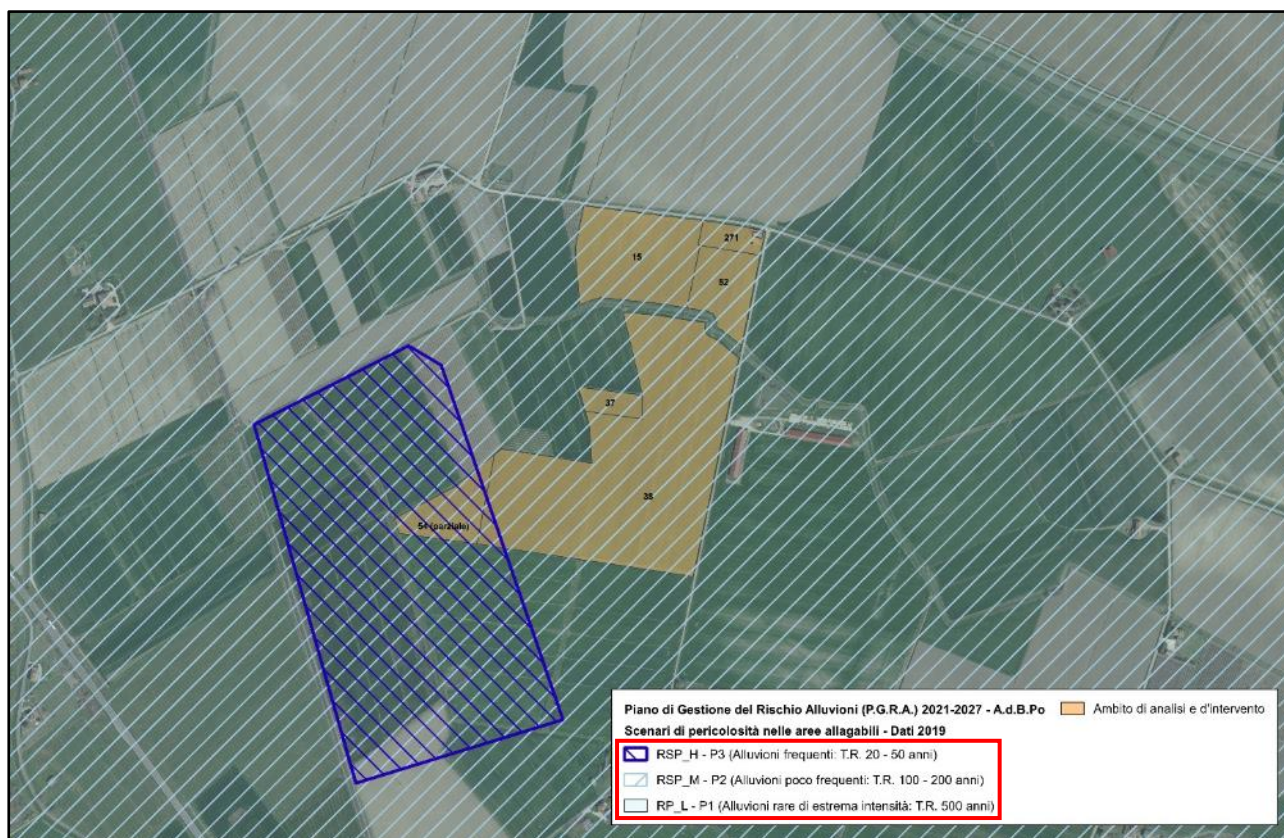 271
15
52
37
38
54 (parziale)
Piano di Gestione del Rischio Alluvioni (P.G.R.A.) 2021-2027 - A.d.B.Po
Ambito di analisi e d'intervento
Scenari di pericolosità nelle aree allagabili - Dati 2019
RSP_H - P3 (Alluvioni frequenti: T.R. 20 - 50 anni)
RSP_M - P2 (Alluvioni poco frequenti: T.R. 100 - 200 anni)
RP_L - P1 (Alluvioni rare di estrema intensità: T.R. 500 anni)